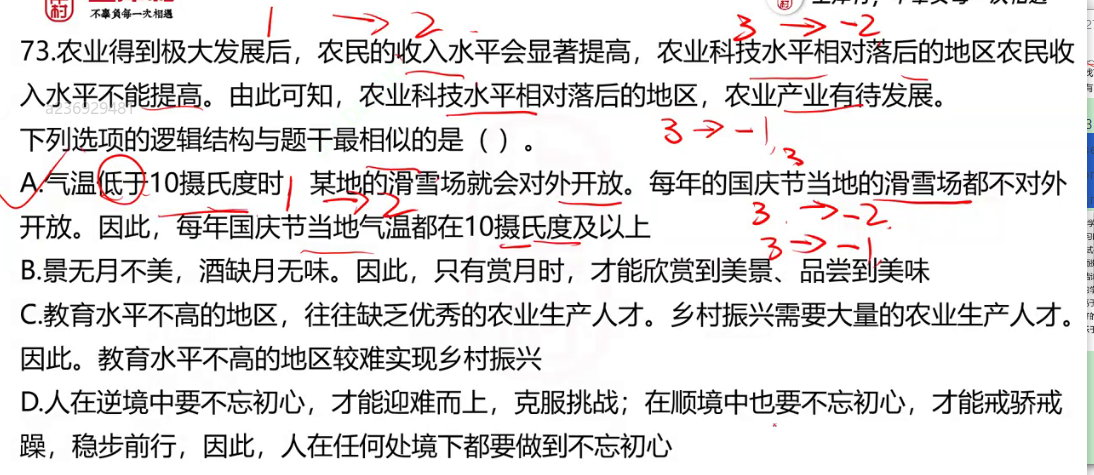 不辜负每一次相遇
1 → 2
3 → -2
73.农业得到极大发展后，农民的收入水平会显著提高，农业科技水平相对落后的地区农民收
入水平不能提高。由此可知，农业科技水平相对落后的地区，农业产业有待发展。
a236929481
3 → -1
下列选项的逻辑结构与题干最相似的是（ ）。
3
A.气温低于10摄氏度时，某地的滑雪场就会对外开放。每年的国庆节当地的滑雪场都不对外
1 → 2
3 → -2
开放。因此，每年国庆节当地气温都在10摄氏度及以上
3 → -1
B.景无月不美，酒缺月无味。因此，只有赏月时，才能欣赏到美景、品尝到美味
C.教育水平不高的地区，往往缺乏优秀的农业生产人才。乡村振兴需要大量的农业生产人才。
因此。教育水平不高的地区较难实现乡村振兴
D.人在逆境中要不忘初心，才能迎难而上，克服挑战；在顺境中也要不忘初心，才能戒骄戒
躁，稳步前行，因此，人在任何处境下都要做到不忘初心